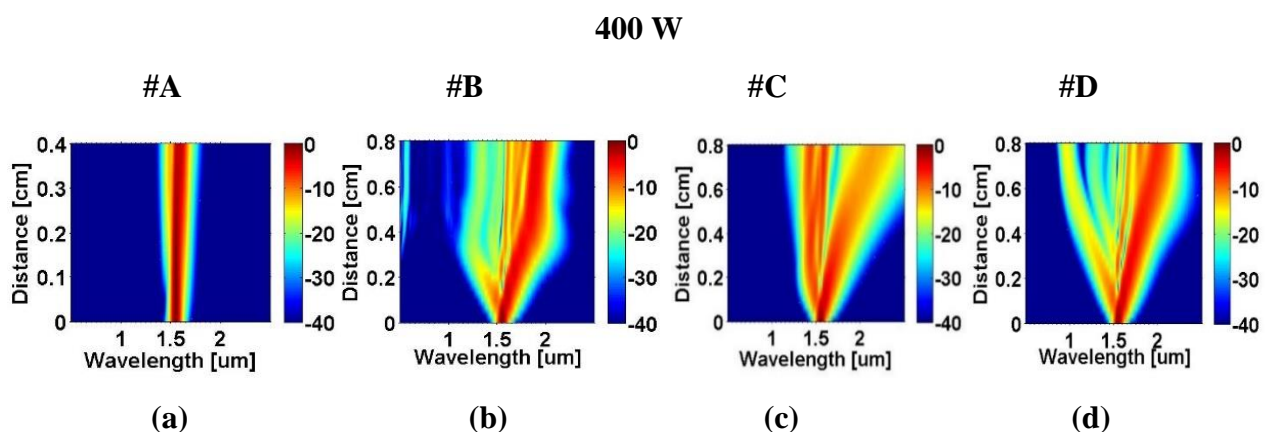 400 W
#A #B #C #D
0.4 0 0.8 0 0.8 0 0.8 0
0.3 -10 0.6 -10 0.6 -10 0.6 -10
0.2 -20 0.4 -20 0.4 -20 0.4 -20
0.1 -30 0.2 -30 0.2 -30 0.2 -30
0 -40 0 -40 0 -40 0 -40
Distance [cm] Distance [cm] Distance [cm] Distance [cm]
1 1.5 2 1 1.5 2 1 1.5 2 1 1.5 2
Wavelength [um] Wavelength [um] Wavelength [um] Wavelength [um]
(a) (b) (c) (d)